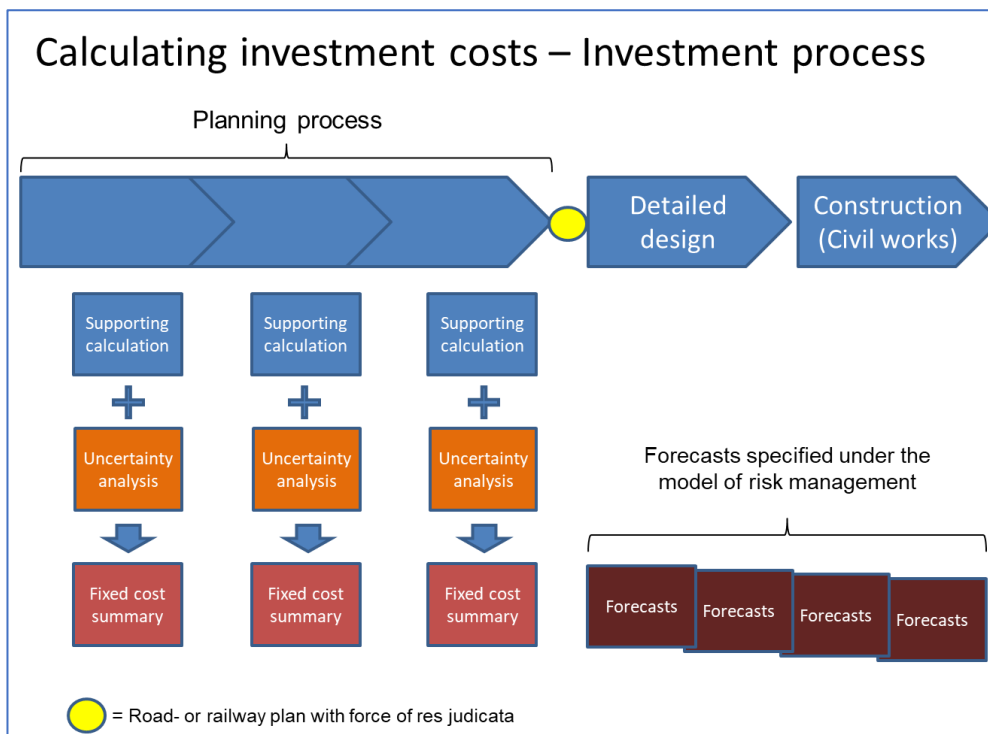 Calculating investment costs – Investment process
Planning process
Detailed
design
Construction
(Civil works)
Supporting
calculation
Supporting
calculation
Supporting
calculation
Uncertainty
analysis
Uncertainty
analysis
Uncertainty
analysis
Forecasts specified under the
model of risk management
Fixed cost
summary
Fixed cost
summary
Fixed cost
summary
Forecasts
Forecasts
Forecasts
Forecasts
= Road- or railway plan with force of res judicata